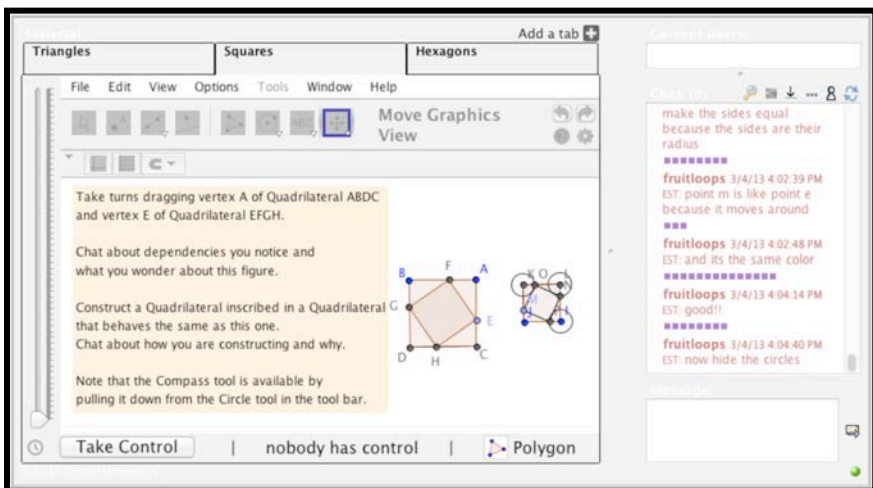 Add a tab
Triangles
Squares
Hexagons
File Edit View Options Tools Window Help
Move Graphics
View
Take turns dragging vertex A of Quadrilateral ABDC
and vertex E of Quadrilateral EFGH.
Chat about dependencies you notice and
what you wonder about this figure.
Construct a Quadrilateral inscribed in a Quadrilateral
that behaves the same as this one.
Chat about how you are constructing and why.
Note that the Compass tool is available by
pulling it down from the Circle tool in the tool bar.
B F A
G
E
D H C
K O L
N
M
J I
Take Control | nobody has control | Polygon
Current users:
make the sides equal
because the sides are their
radius
fruitloops 3/4/13 4:02:39 PM
EST: point m is like point e
because it moves around
fruitloops 3/4/13 4:02:48 PM
EST: and its the same color
fruitloops 3/4/13 4:04:14 PM
EST: good!!
fruitloops 3/4/13 4:04:40 PM
EST: now hide the circles
Message: